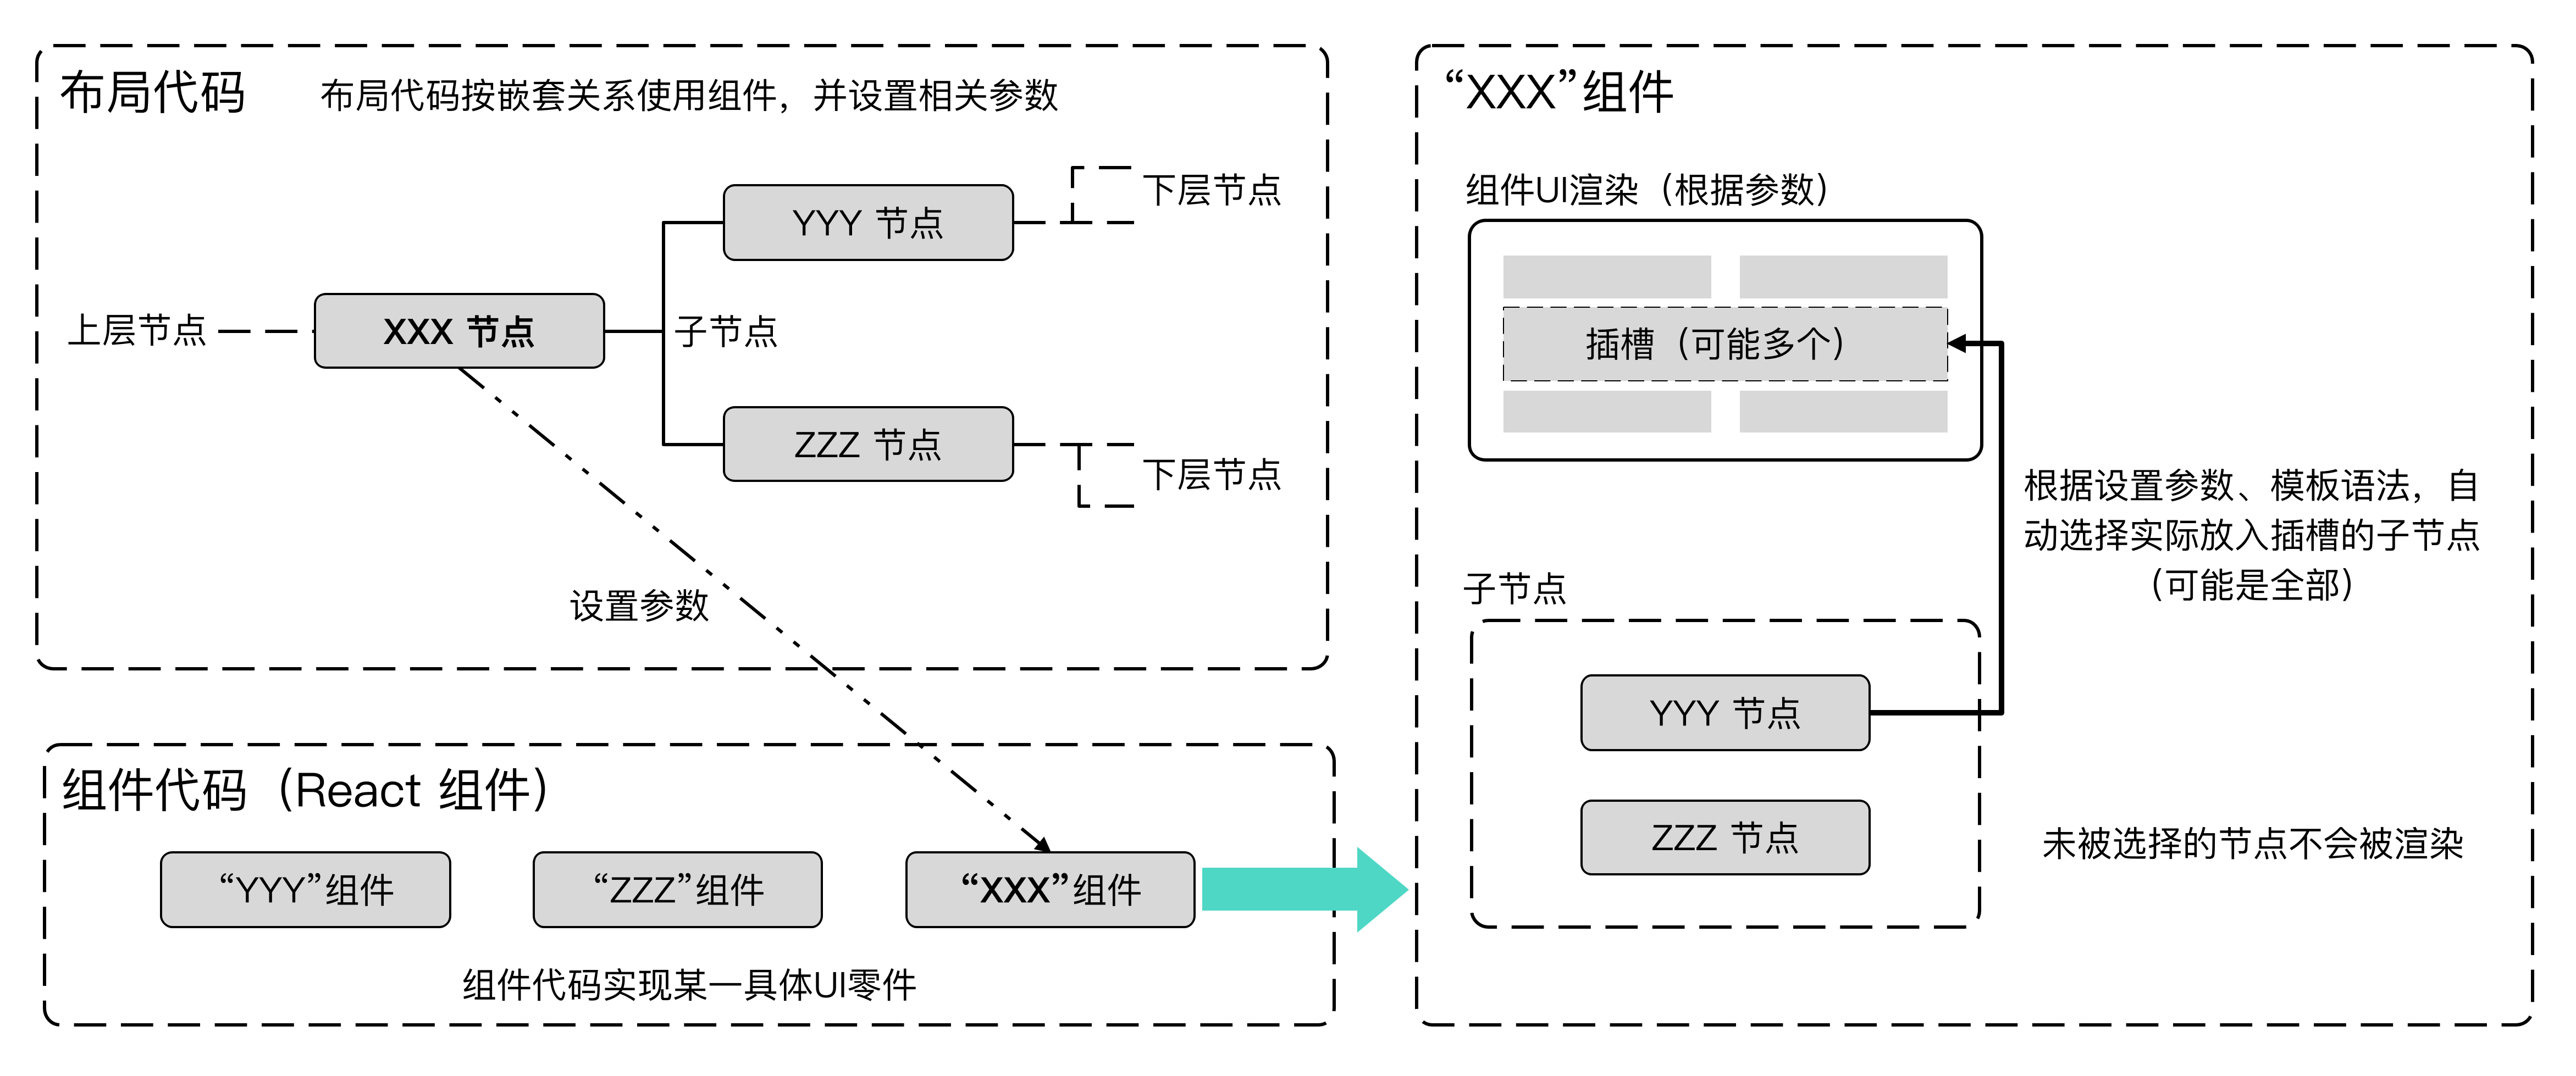 布局代码
布局代码按嵌套关系使用组件，并设置相关参数
YYY 节点
下层节点
上层节点
XXX 节点
子节点
ZZZ 节点
下层节点
设置参数
组件代码（React 组件）
“YYY”组件
“ZZZ”组件
“XXX”组件
组件代码实现某一具体UI零件
“XXX”组件
组件UI渲染（根据参数）
插槽（可能多个）
根据设置参数、模板语法，自
动选择实际放入插槽的子节点
（可能是全部）
子节点
YYY 节点
ZZZ 节点
未被选择的节点不会被渲染